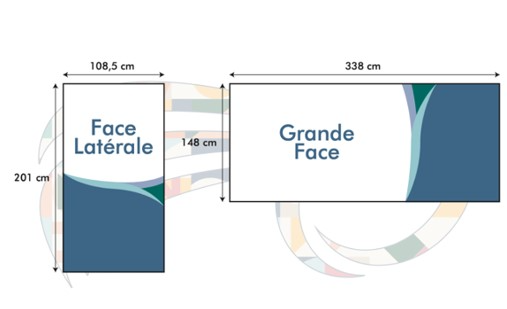 108,5 cm
338 cm
Face
Latérale
Grande
Face
148 cm
201 cm